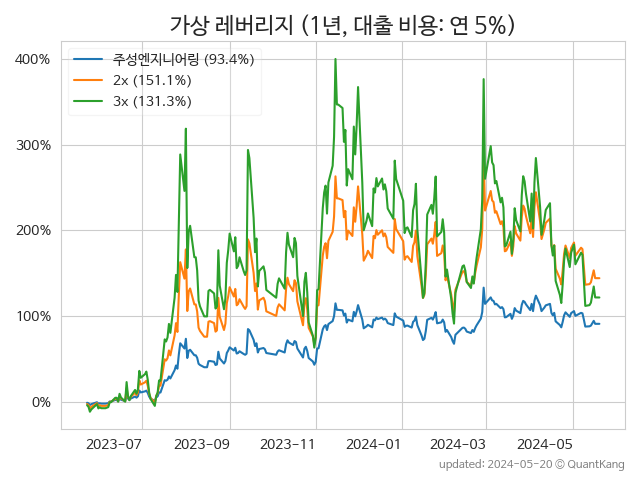 가상 레버리지 (1년, 대출 비용: 연 5%)
주성엔지니어링 (93.4%)
2x (151.1%)
3x (131.3%)
400%
300%
200%
100%
0%
2023-07 2023-09 2023-11 2024-01 2024-03 2024-05
updated: 2024-05-20 © QuantKang